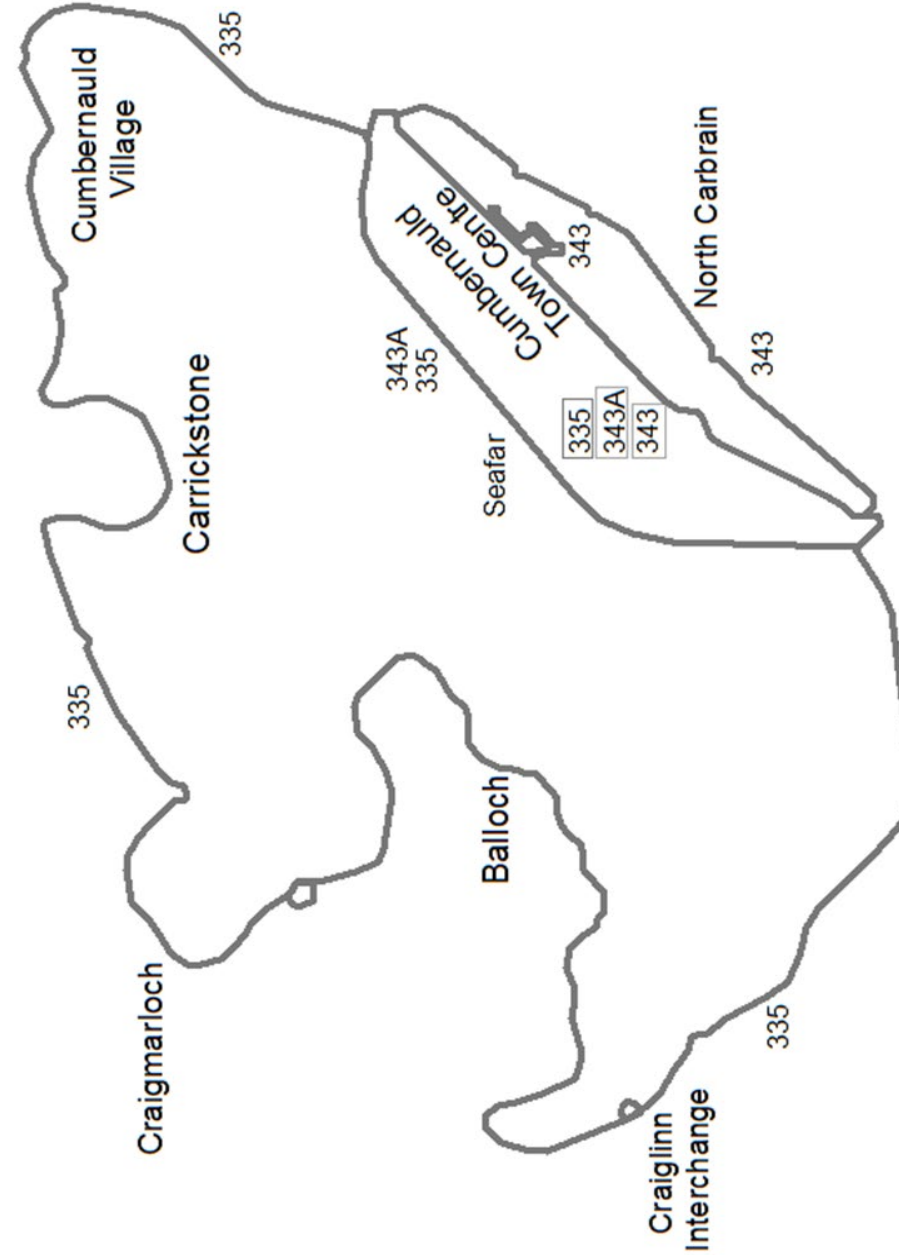 Craigmarloch
335
Carrickstone
Cumbernauld
Village
335
Craiglinn
Interchange
Balloch
335
Seafar
343A
335
335
343A
343
Cumbernauld
Town Centre
343
343
North Carbrain